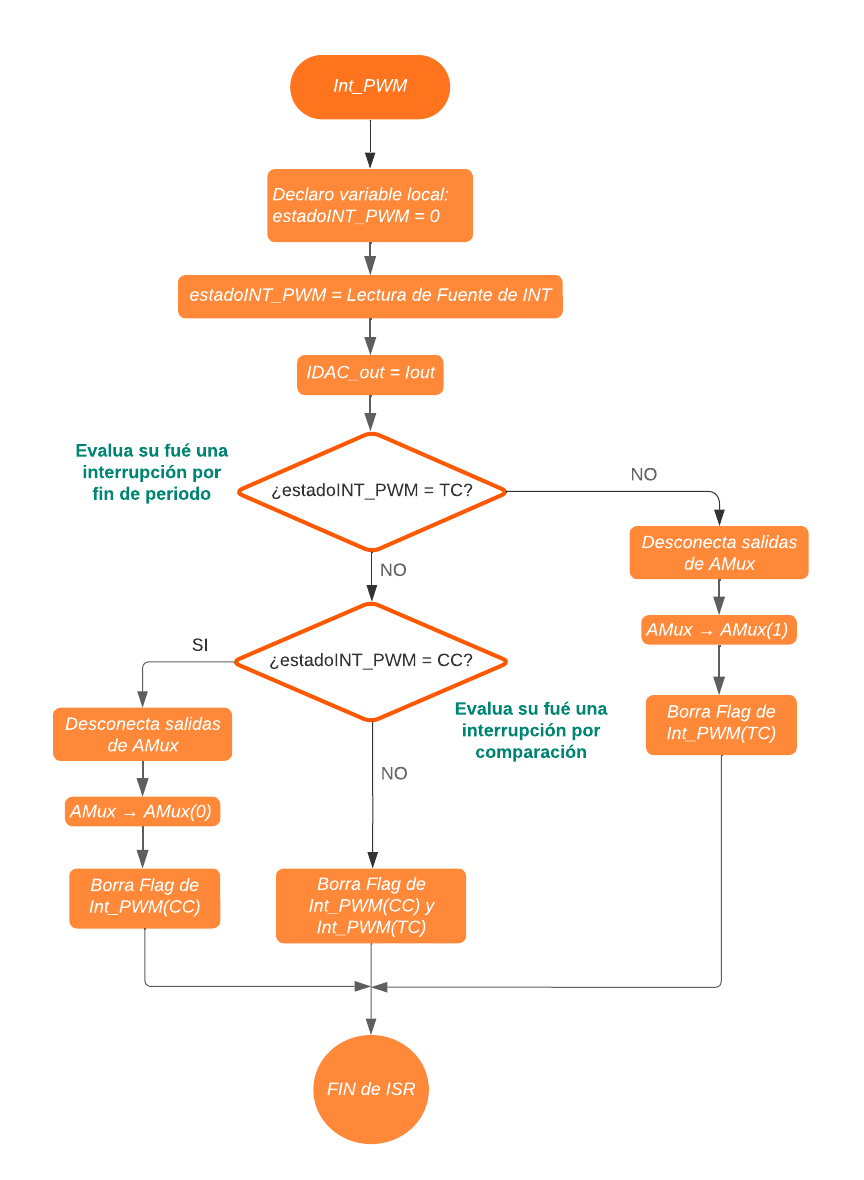 Int_PWM
Declaro variable local:
estadoINT_PWM = 0
estadoINT_PWM = Lectura de Fuente de INT
IDAC_out = Iout
Evalua su fué una
interrupción por
fin de periodo
¿estadoINT_PWM = TC?
NO
Desconecta salidas
de AMux
NO
AMux → AMux(1)
SI
¿estadoINT_PWM = CC?
Borra Flag de
Int_PWM(TC)
Evalua su fué una
interrupción por
comparación
Desconecta salidas
de AMux
NO
AMux → AMux(0)
Borra Flag de
Int_PWM(CC)
Borra Flag de
Int_PWM(CC) y
Int_PWM(TC)
FIN de ISR